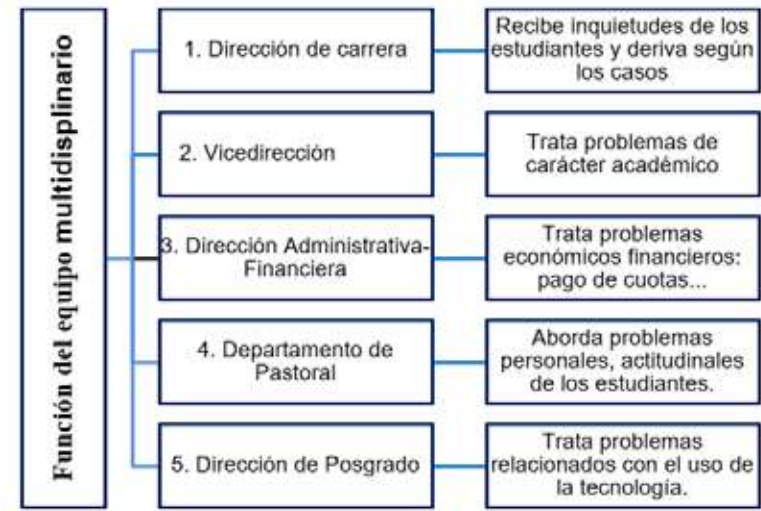 Función del equipo multidisplinario
1. Dirección de carrera
Recibe inquietudes de los
estudiantes y deriva según
los casos
2. Vicedirección
Trata problemas de
carácter académico
3. Dirección Administrativa-
Financiera
Trata problemas
económicos financieros:
pago de cuotas...
4. Departamento de
Pastoral
Aborda problemas
personales, actitudinales
de los estudiantes.
5. Dirección de Posgrado
Trata problemas
relacionados con el uso de
la tecnología.